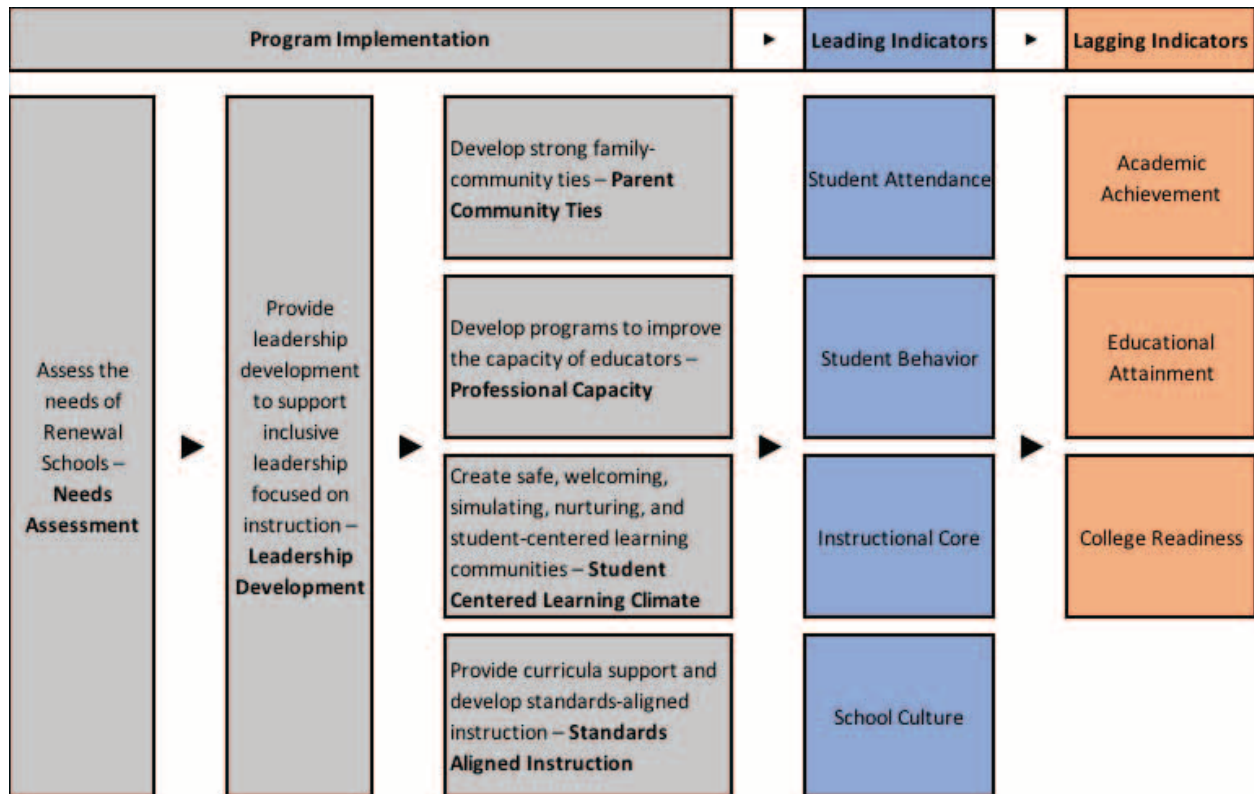 Program Implementation
Leading Indicators
Lagging Indicators
Assess the
needs of
Renewal
Schools –
Needs
Assessment
Provide
leadership
development
to support
inclusive
leadership
focused on
instruction –
Leadership
Development
Develop strong family-
community ties – Parent
Community Ties
Develop programs to improve
the capacity of educators –
Professional Capacity
Create safe, welcoming,
simulating, nurturing, and
student-centered learning
communities – Student
Centered Learning Climate
Provide curricula support and
develop standards-aligned
instruction – Standards
Aligned Instruction
Student Attendance
Student Behavior
Instructional Core
School Culture
Academic
Achievement
Educational
Attainment
College Readiness